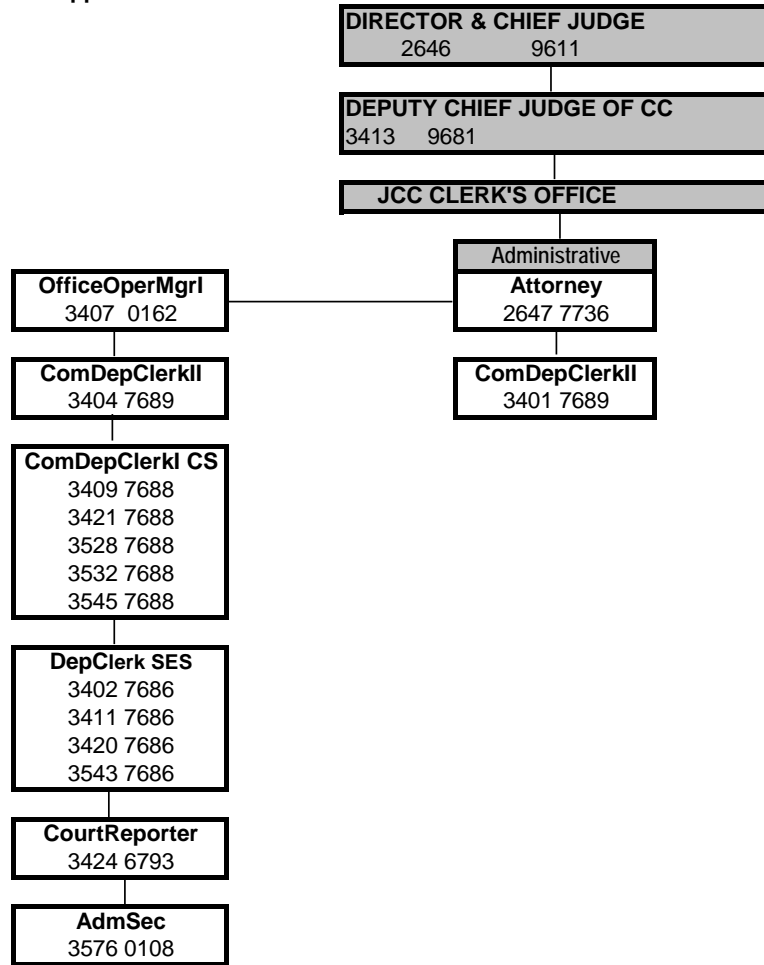 DIRECTOR & CHIEF JUDGE
2646 9611
DEPUTY CHIEF JUDGE OF CC
3413 9681
JCC CLERK'S OFFICE
Administrative
Attorney
2647 7736
OfficeOperMgrI
3407 0162
ComDepClerkII
3404 7689
ComDepClerkII
3401 7689
ComDepClerkI CS
3409 7688
3421 7688
3528 7688
3532 7688
3545 7688
DepClerk SES
3402 7686
3411 7686
3420 7686
3543 7686
CourtReporter
3424 6793
AdmSec
3576 0108